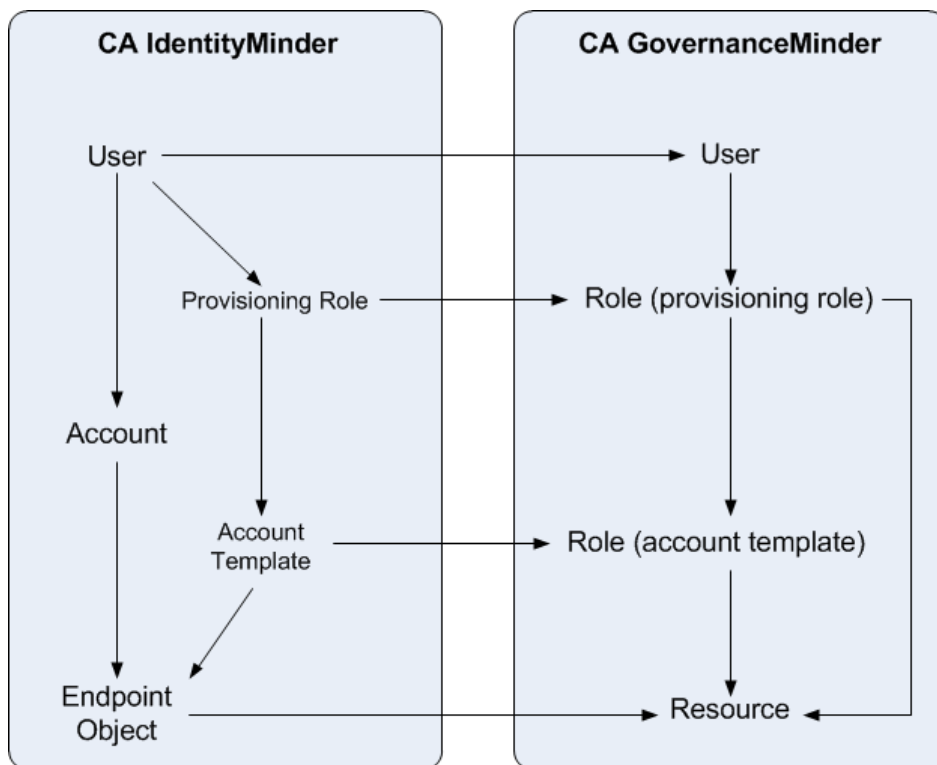 CA IdentityMinder
CA GovernanceMinder
User
User
Provisioning Role
Role (provisioning role)
Account
Account
Template
Role (account template)
Endpoint
Object
Resource